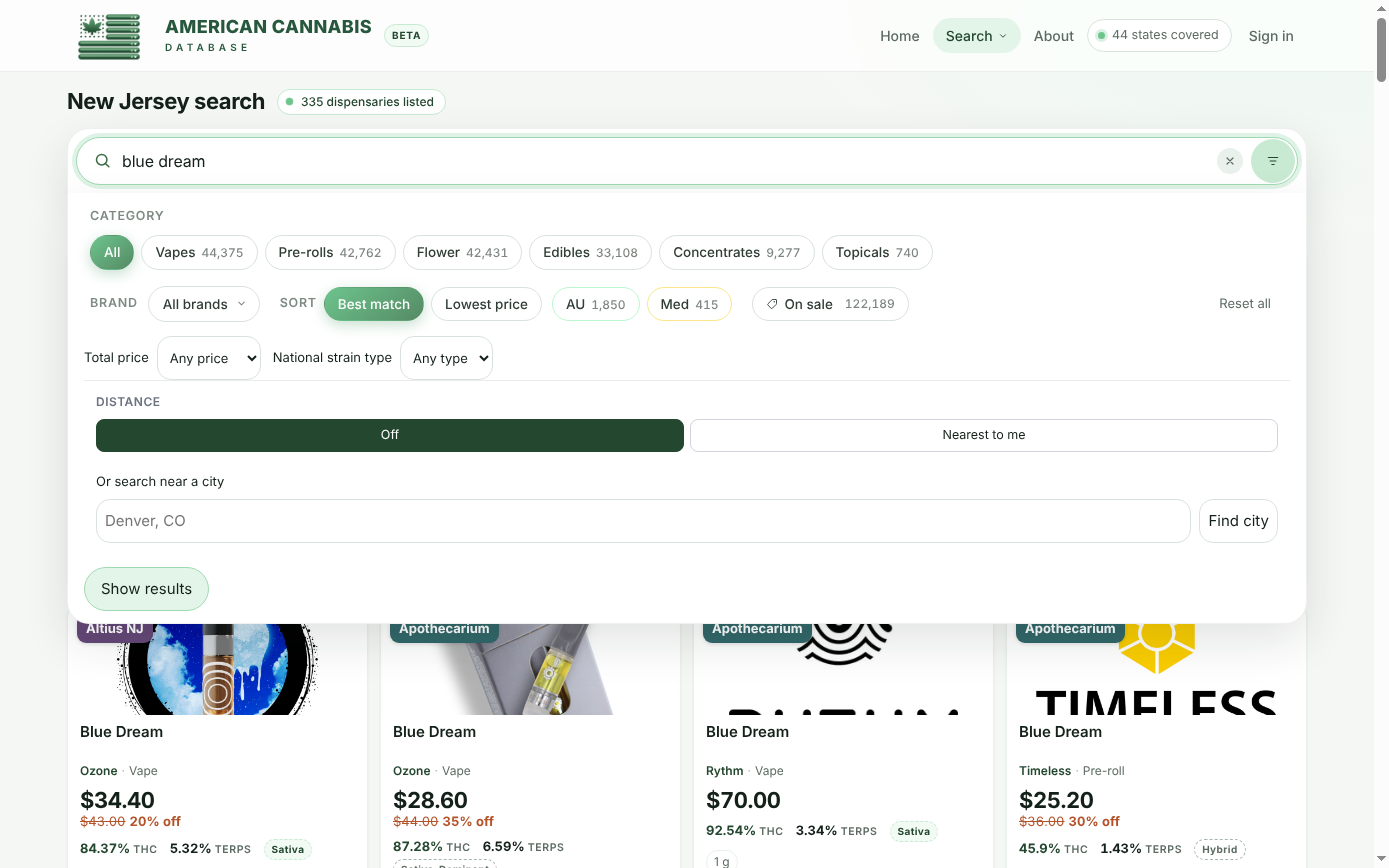 AMERICAN CANNABIS
DATABASE
BETA
Home
Search
About
44 states covered
Sign in
New Jersey search
335 dispensaries listed
blue dream
CATEGORY
All
Vapes 44,375
Pre-rolls 42,762
Flower 42,431
Edibles 33,108
Concentrates 9,277
Topicals 740
BRAND
All brands
SORT
Best match
Lowest price
AU 1,850
Med 415
On sale 122,189
Reset all
Total price
Any price
National strain type
Any type
DISTANCE
Off
Nearest to me
Or search near a city
Denver, CO
Find city
Show results
Altius NJ
Apothecarium
Apothecarium
Apothecarium
TIMELESS
Blue Dream
Ozone · Vape
$34.40
$43.00 20% off
84.37% THC 5.32% TERPS Sativa
Blue Dream
Ozone · Vape
$28.60
$44.00 35% off
87.28% THC 6.59% TERPS
Sativa-Dominant
Blue Dream
Rythm · Vape
$70.00
92.54% THC 3.34% TERPS Sativa
1 g
Blue Dream
Timeless · Pre-roll
$25.20
$36.00 30% off
45.9% THC 1.43% TERPS Hybrid